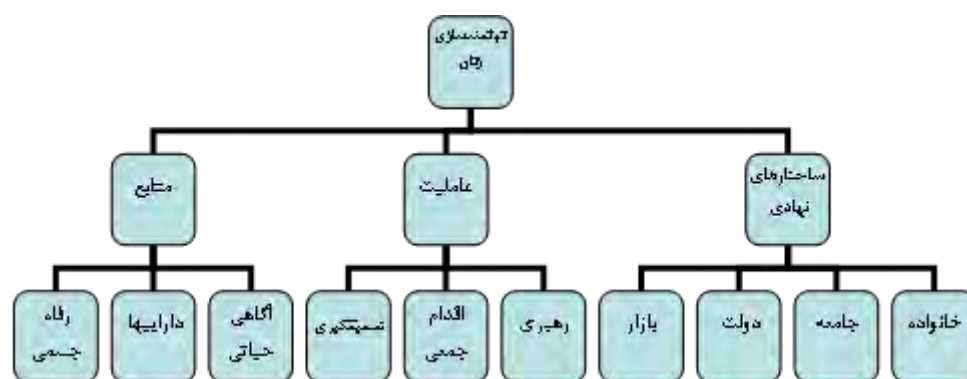 توانمندسازی
زنان
ساختارهای
نهادی
عاملیت
منابع
خانواده
جامعه
دولت
بازار
رهبری
اقدام
جمعی
تصمیمگیری
آگاهی
حیاتی
داراییها
رفاه
جسمی